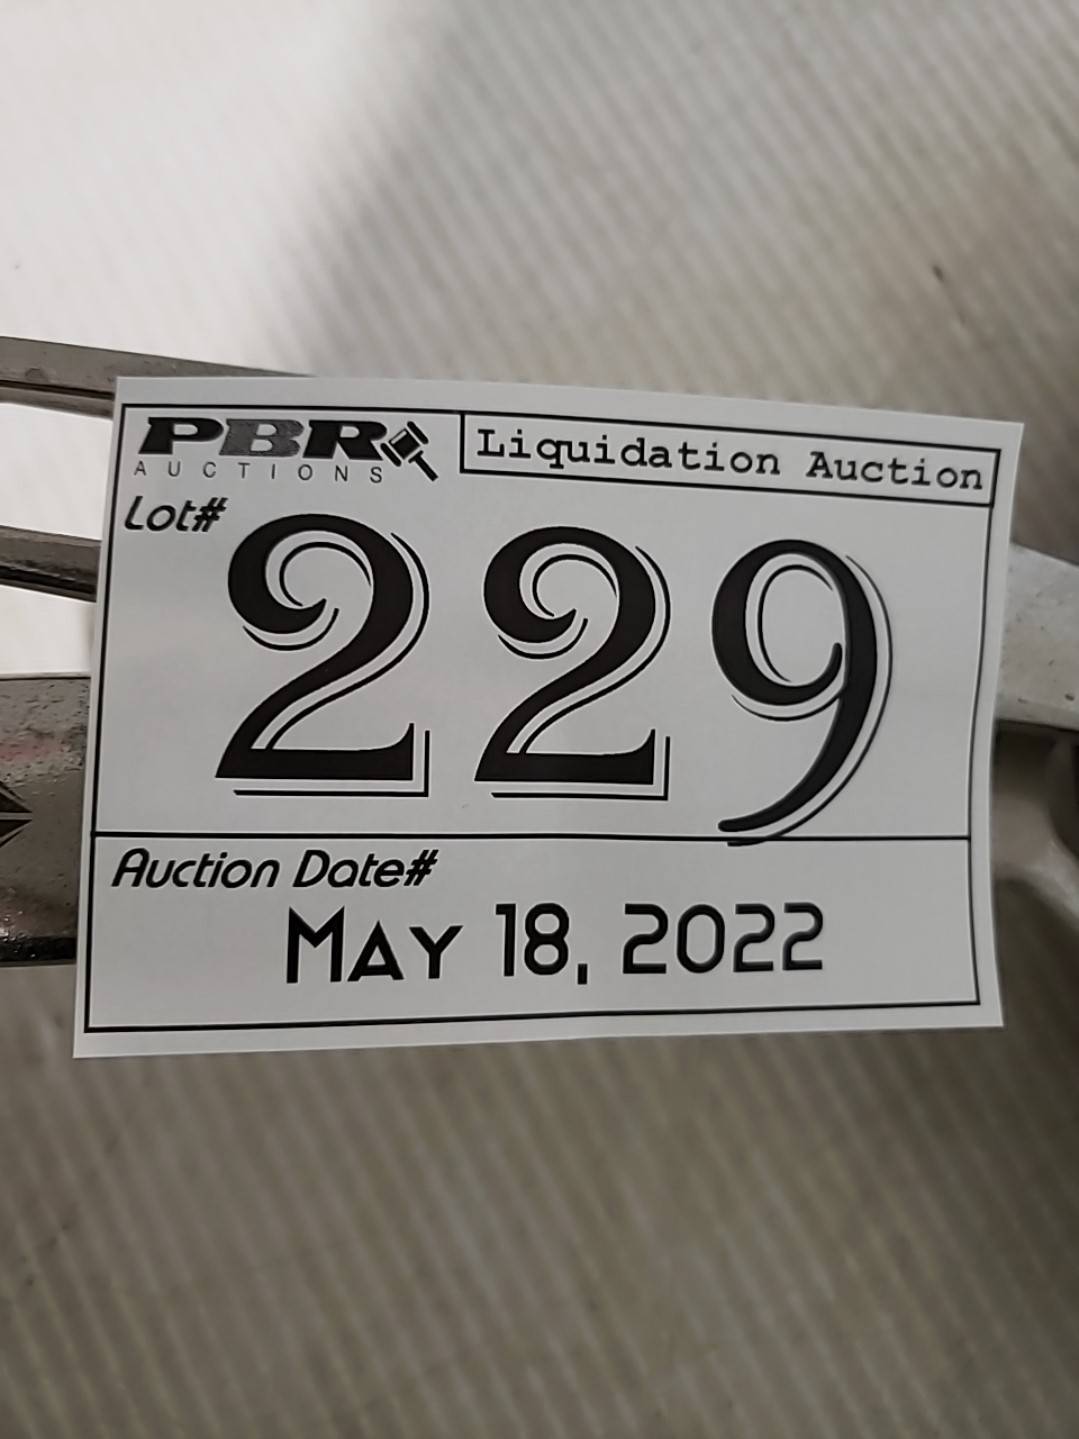 PBR
AUCTIONS
Liquidation Auction
Lot#
229
Auction Date#
May 18, 2022